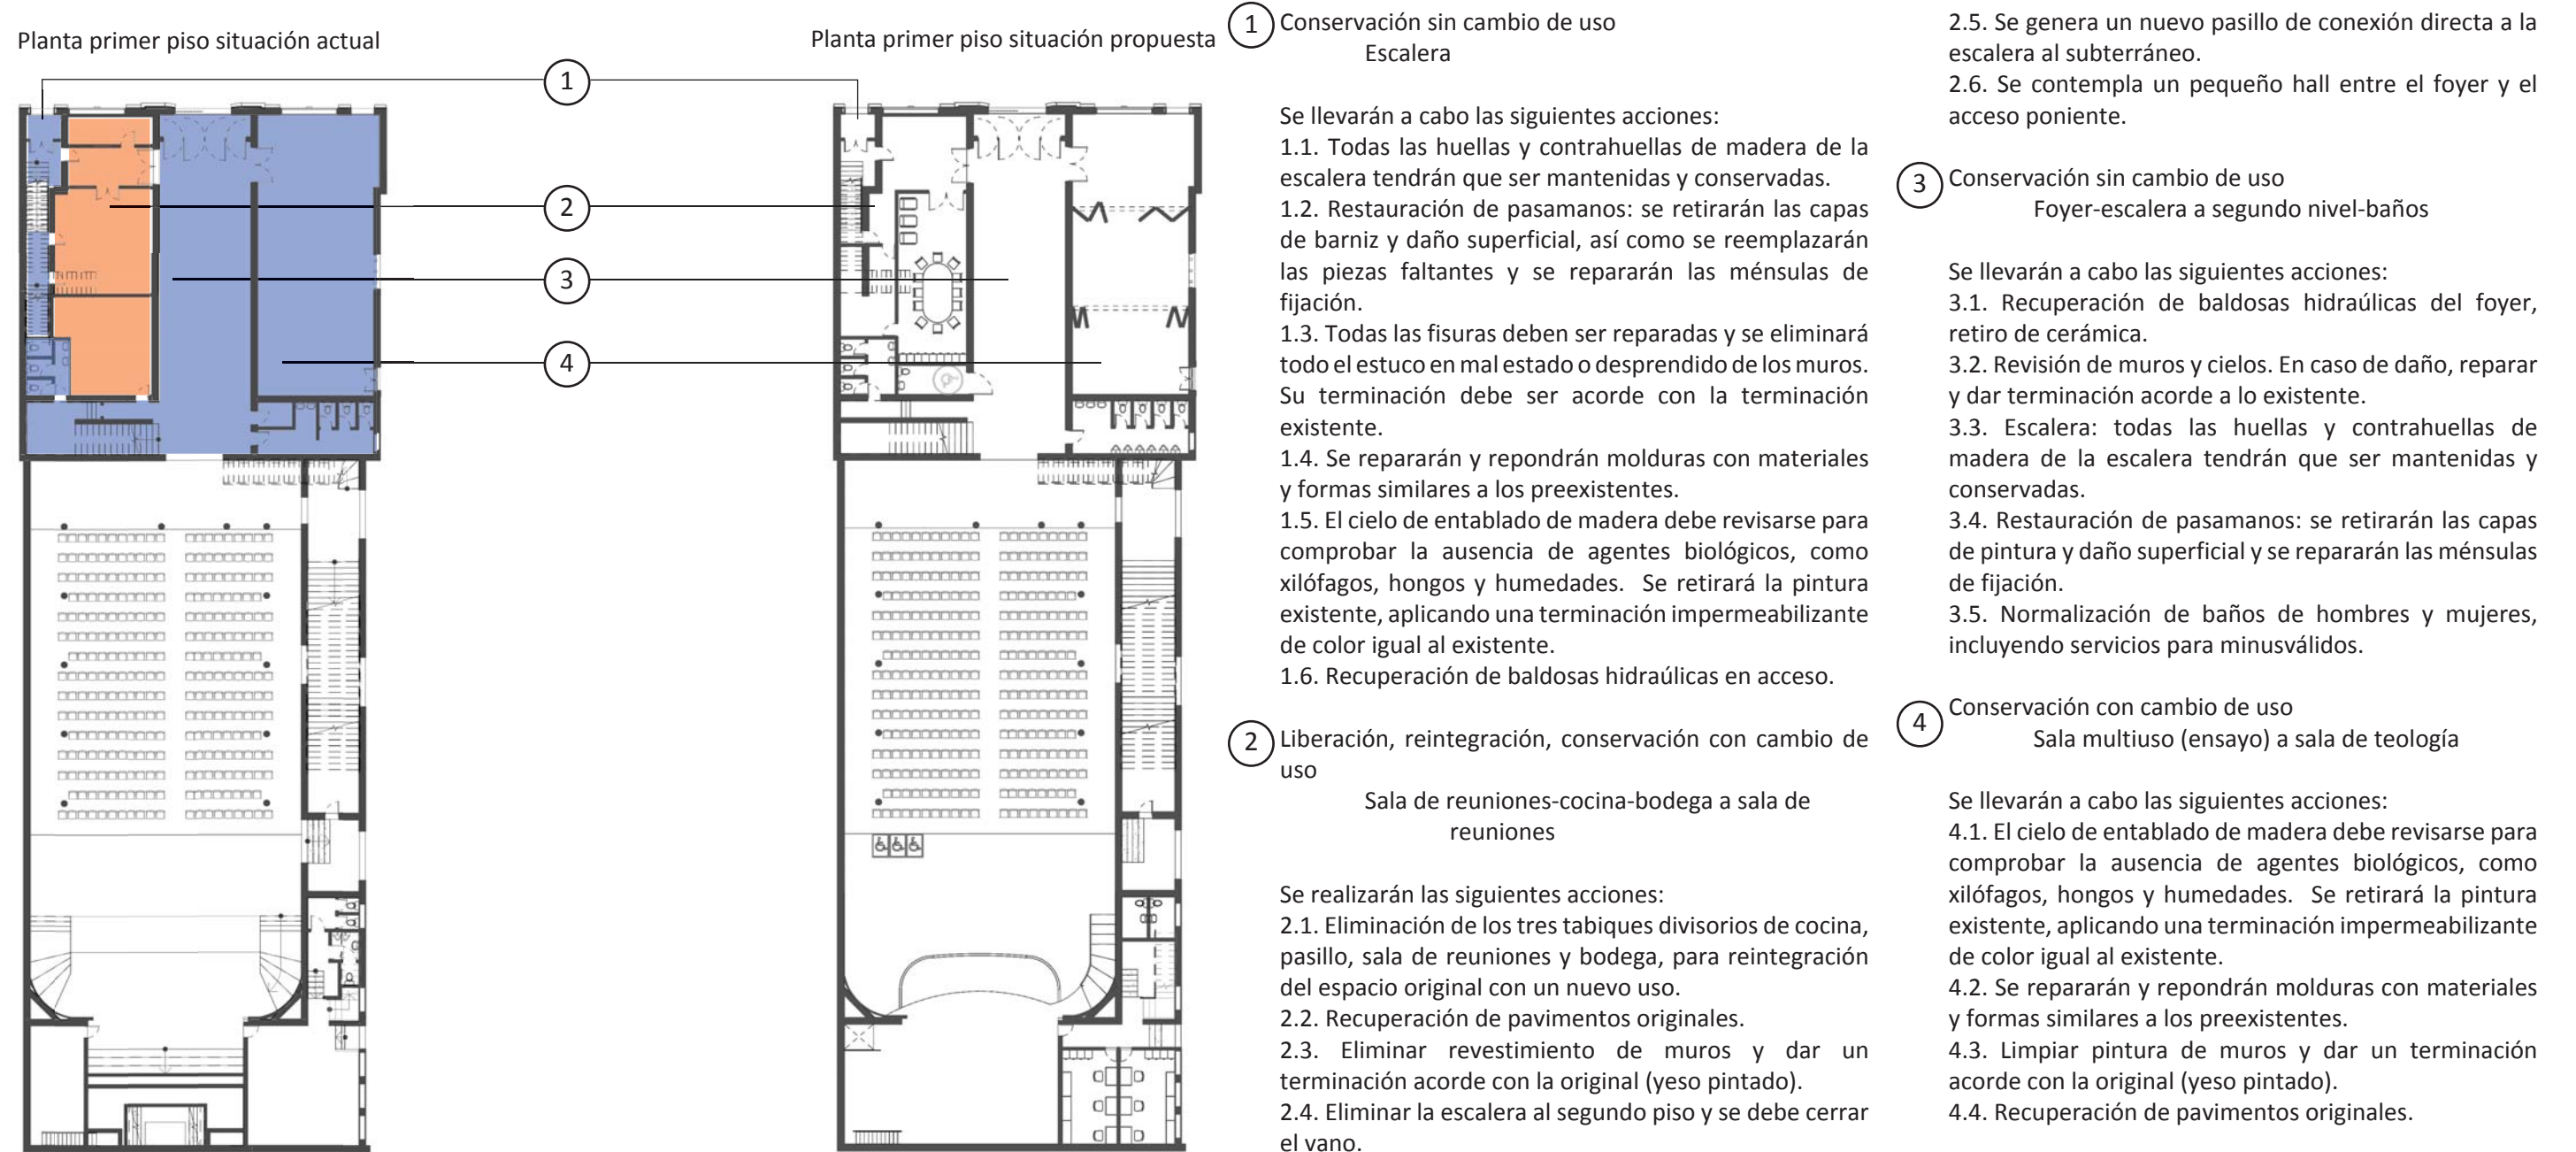 Planta primer piso situación actual
Planta primer piso situación propuesta
1
2
3
4
1 Conservación sin cambio de uso
Escalera
Se llevarán a cabo las siguientes acciones:
1.1. Todas las huellas y contrahuellas de madera de la
escalera tendrán que ser mantenidas y conservadas.
1.2. Restauración de pasamanos: se retirarán las capas
de barniz y daño superficial, así como se reemplazarán
las piezas faltantes y se repararán las ménsulas de
fijación.
1.3. Todas las fisuras deben ser reparadas y se eliminará
todo el estuco en mal estado o desprendido de los muros.
Su terminación debe ser acorde con la terminación
existente.
1.4. Se repararán y repondrán molduras con materiales
y formas similares a los preexistentes.
1.5. El cielo de entablado de madera debe revisarse para
comprobar la ausencia de agentes biológicos, como
xilófagos, hongos y humedades. Se retirará la pintura
existente, aplicando una terminación impermeabilizante
de color igual al existente.
1.6. Recuperación de baldosas hidraúlicas en acceso.
2 Liberación, reintegración, conservación con cambio de
uso
Sala de reuniones-cocina-bodega a sala de
reuniones
Se realizarán las siguientes acciones:
2.1. Eliminación de los tres tabiques divisorios de cocina,
pasillo, sala de reuniones y bodega, para reintegración
del espacio original con un nuevo uso.
2.2. Recuperación de pavimentos originales.
2.3. Eliminar revestimiento de muros y dar un
terminación acorde con la original (yeso pintado).
2.4. Eliminar la escalera al segundo piso y se debe cerrar
el vano.
2.5. Se genera un nuevo pasillo de conexión directa a la
escalera al subterráneo.
2.6. Se contempla un pequeño hall entre el foyer y el
acceso poniente.
3 Conservación sin cambio de uso
Foyer-escalera a segundo nivel-baños
Se llevarán a cabo las siguientes acciones:
3.1. Recuperación de baldosas hidraúlicas del foyer,
retiro de cerámica.
3.2. Revisión de muros y cielos. En caso de daño, reparar
y dar terminación acorde a lo existente.
3.3. Escalera: todas las huellas y contrahuellas de
madera de la escalera tendrán que ser mantenidas y
conservadas.
3.4. Restauración de pasamanos: se retirarán las capas
de pintura y daño superficial y se repararán las ménsulas
de fijación.
3.5. Normalización de baños de hombres y mujeres,
incluyendo servicios para minusválidos.
4 Conservación con cambio de uso
Sala multiuso (ensayo) a sala de teología
Se llevarán a cabo las siguientes acciones:
4.1. El cielo de entablado de madera debe revisarse para
comprobar la ausencia de agentes biológicos, como
xilófagos, hongos y humedades. Se retirará la pintura
existente, aplicando una terminación impermeabilizante
de color igual al existente.
4.2. Se repararán y repondrán molduras con materiales
y formas similares a los preexistentes.
4.3. Limpiar pintura de muros y dar un terminación
acorde con la original (yeso pintado).
4.4. Recuperación de pavimentos originales.